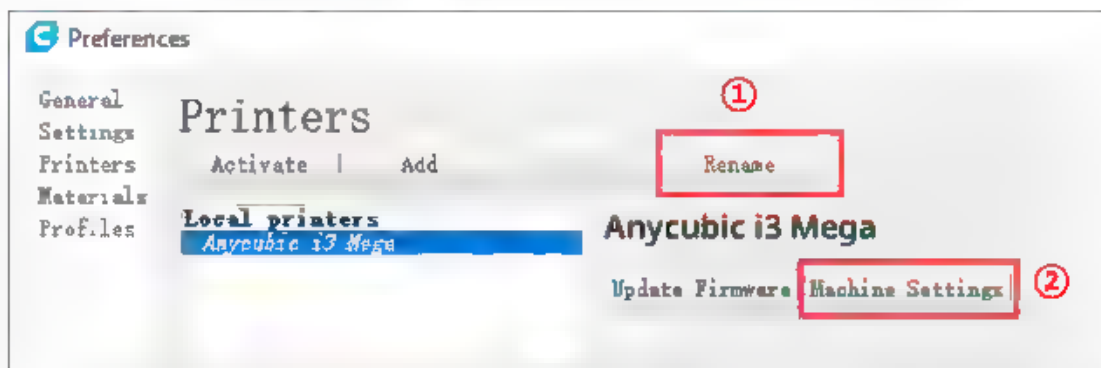 Preferences
①
General
Printers
Settings
Activate | Add
Rename
Printers
Materials
Local printers
Profiles
Anycubic i3 Mega
Anycubic i3 Mega
Update Firmware Machine Settings ②